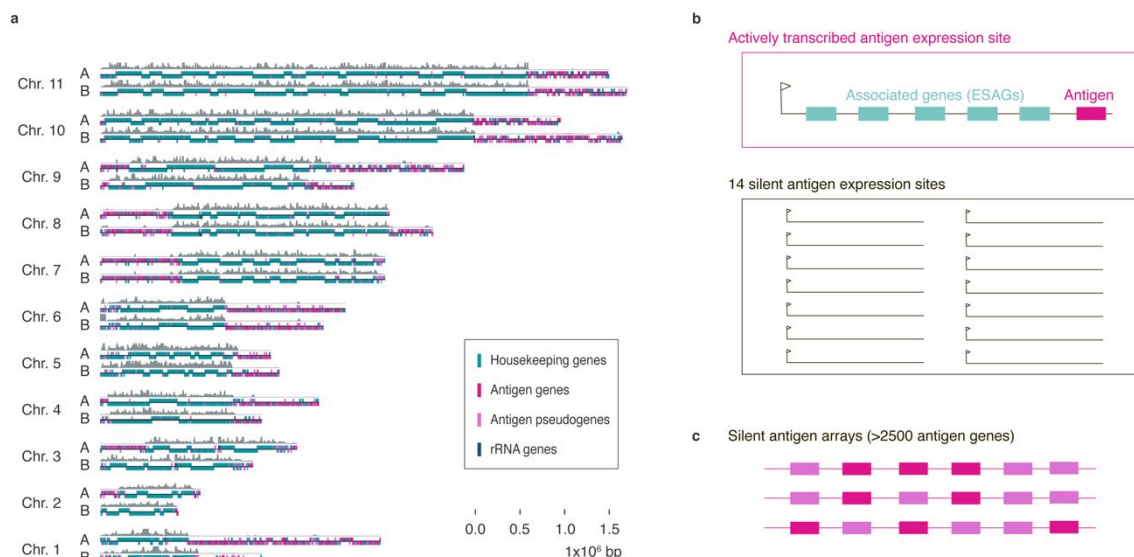 a
Chr. 11
A
B
Chr. 10
A
B
Chr. 9
A
B
Chr. 8
A
B
Chr. 7
A
B
Chr. 6
A
B
Chr. 5
A
B
Chr. 4
A
B
Chr. 3
A
B
Chr. 2
A
B
Chr. 1
A
B
Housekeeping genes
Antigen genes
Antigen pseudogenes
rRNA genes
0.0 0.5 1.0 1.5
1x10⁶ bp
b
Actively transcribed antigen expression site
Associated genes (ESAGs)
Antigen
14 silent antigen expression sites
c
Silent antigen arrays (>2500 antigen genes)